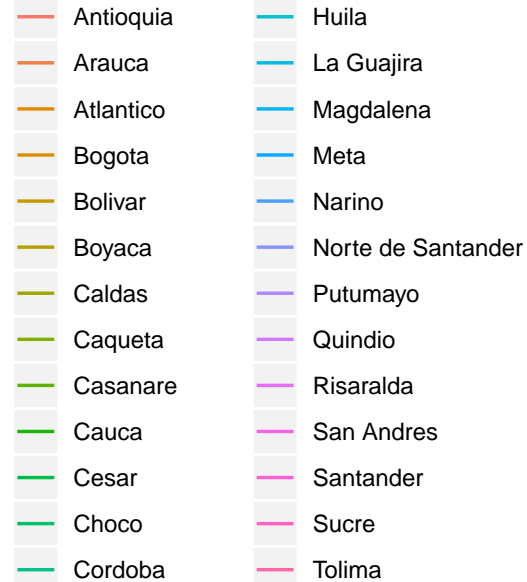 Antioquia
Arauca
Atlantico
Bogota
Bolivar
Boyaca
Caldas
Caqueta
Casanare
Cauca
Cesar
Choco
Cordoba
Huila
La Guajira
Magdalena
Meta
Narino
Norte de Santander
Putumayo
Quindio
Risaralda
San Andres
Santander
Sucre
Tolima